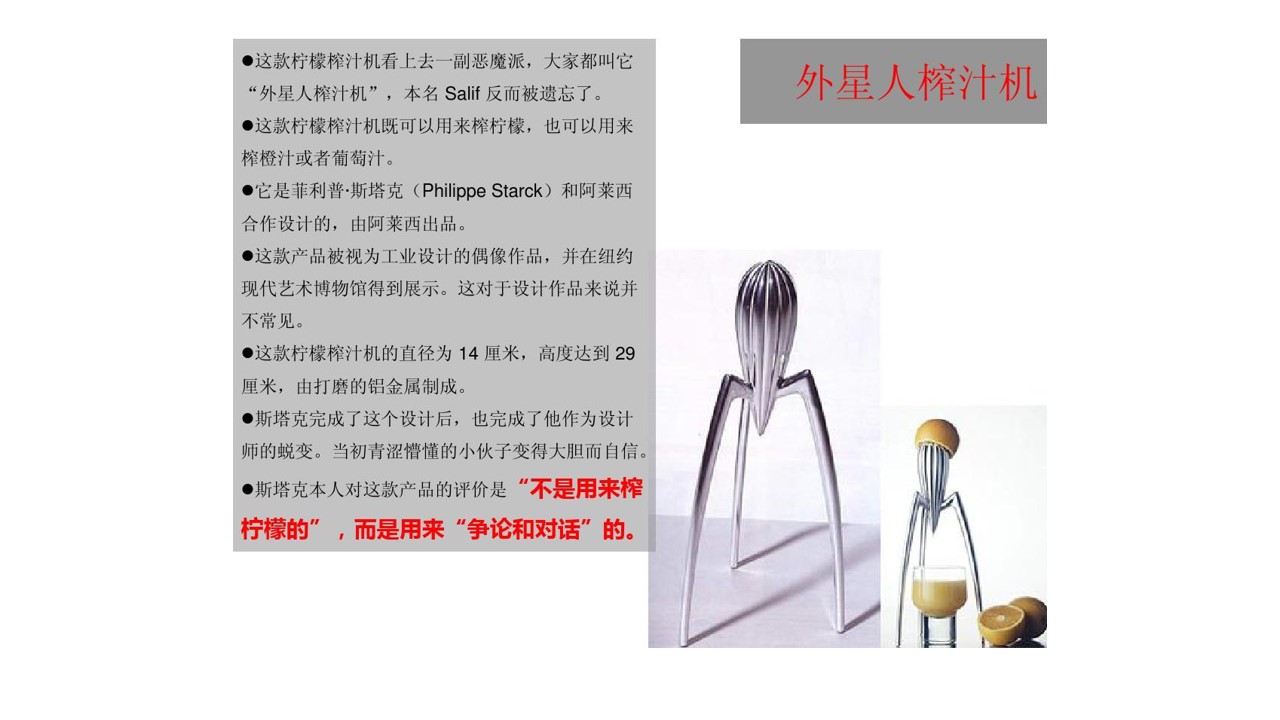 外星人榨汁机
●这款柠檬榨汁机看上去一副恶魔派，大家都叫它
“外星人榨汁机”，本名 Salif 反而被遗忘了。
●这款柠檬榨汁机既可以用来榨柠檬，也可以用来
榨橙汁或者葡萄汁。
●它是菲利普·斯塔克（Philippe Starck）和阿莱西
合作设计的，由阿莱西出品。
●这款产品被视为工业设计的偶像作品，并在纽约
现代艺术博物馆得到展示。这对于设计作品来说并
不常见。
●这款柠檬榨汁机的直径为 14 厘米，高度达到 29
厘米，由打磨的铝金属制成。
●斯塔克完成了这个设计后，也完成了他作为设计
师的蜕变。当初青涩懵懂的小伙子变得大胆而自信。
●斯塔克本人对这款产品的评价是“不是用来榨
柠檬的”，而是用来“争论和对话”的。